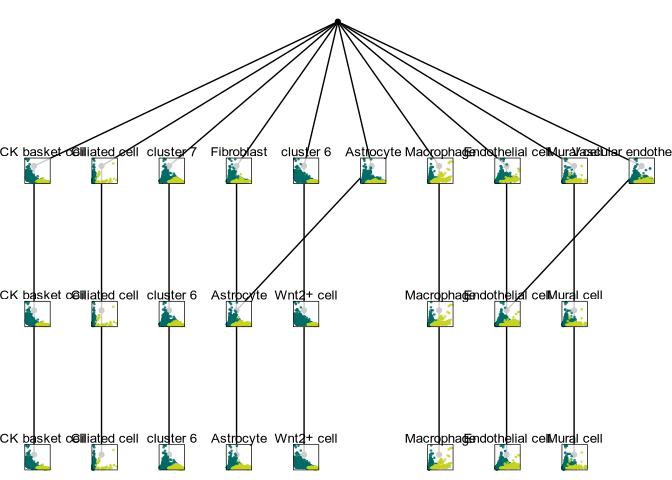 CK basket cell Ciliated cell cluster 7 Fibroblast cluster 6 Astrocyte Macrophage Endothelial cell Mural cell Vascular endothe
CK basket cell Ciliated cell cluster 6 Astrocyte Wnt2+ cell Macrophage Endothelial cell Mural cell
CK basket cell Ciliated cell cluster 6 Astrocyte Wnt2+ cell Macrophage Endothelial cell Mural cell